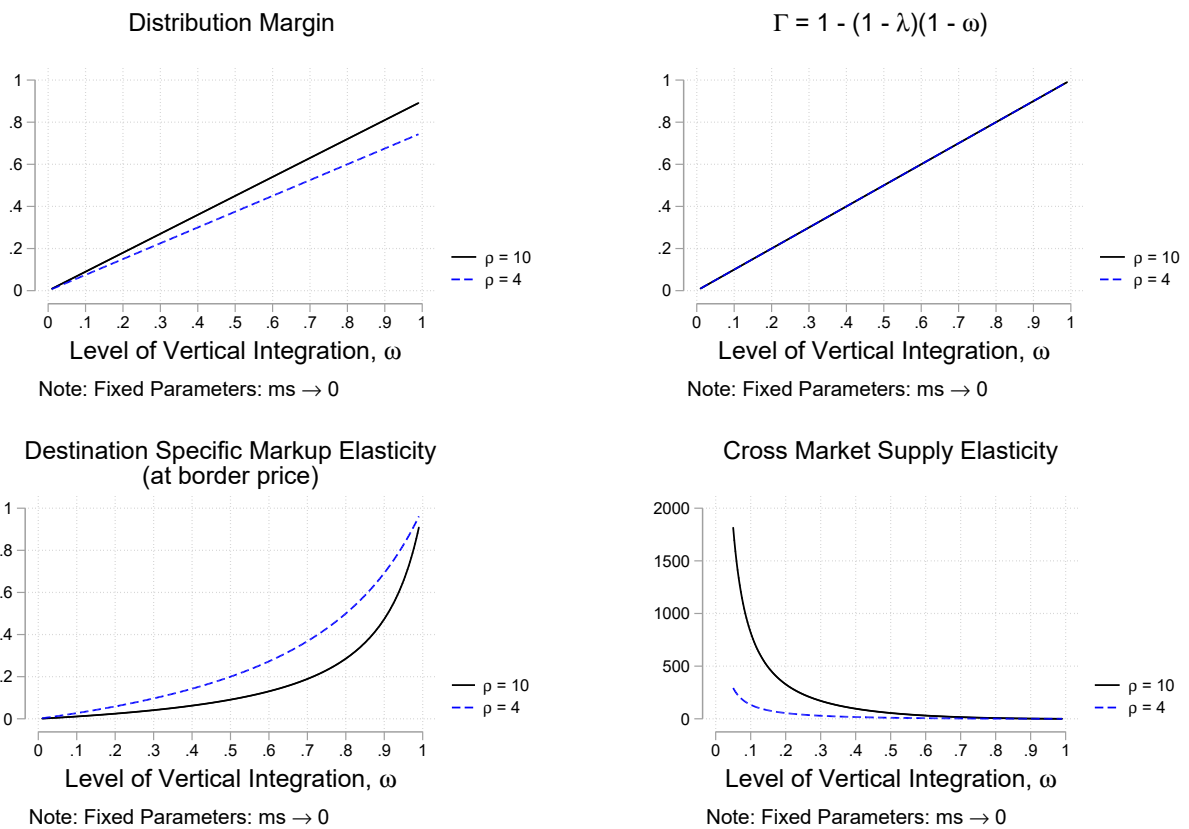 Distribution Margin
1
.8
.6
.4
.2
0
0 .1 .2 .3 .4 .5 .6 .7 .8 .9 1
Level of Vertical Integration, ω
ρ = 10
ρ = 4
Note: Fixed Parameters: ms → 0
Γ = 1 - (1 - λ)(1 - ω)
1
.8
.6
.4
.2
0
0 .1 .2 .3 .4 .5 .6 .7 .8 .9 1
Level of Vertical Integration, ω
ρ = 10
ρ = 4
Note: Fixed Parameters: ms → 0
Destination Specific Markup Elasticity
(at border price)
1
.8
.6
.4
.2
0
0 .1 .2 .3 .4 .5 .6 .7 .8 .9 1
Level of Vertical Integration, ω
ρ = 10
ρ = 4
Note: Fixed Parameters: ms → 0
Cross Market Supply Elasticity
2000
1500
1000
500
0
0 .1 .2 .3 .4 .5 .6 .7 .8 .9 1
Level of Vertical Integration, ω
ρ = 10
ρ = 4
Note: Fixed Parameters: ms → 0